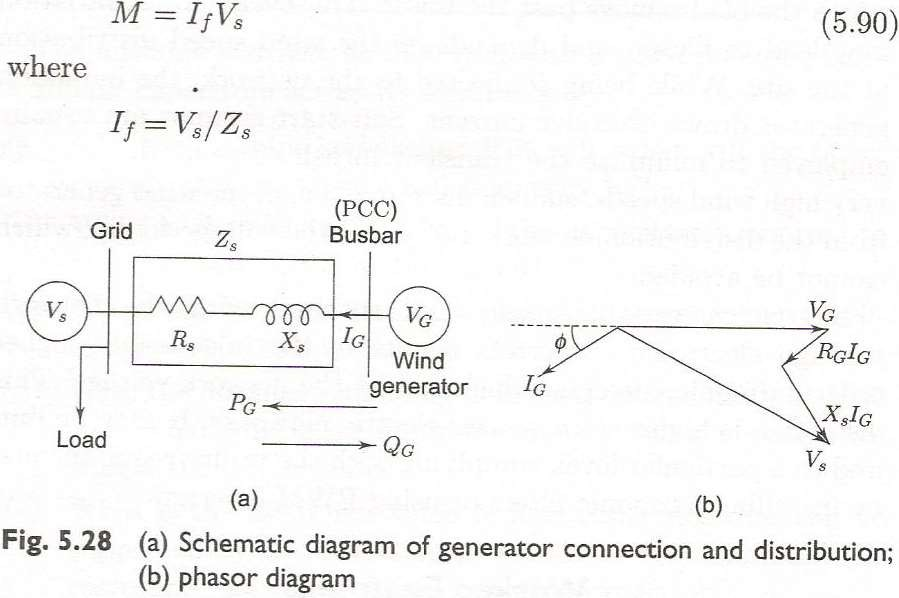 M = I_f V_s (5.90)
where
I_f = V_s/Z_s
(PCC)
Grid Z_s Busbar
V_s R_s X_s I_G V_G
Wind
generator
P_G
Load Q_G
(a)
V_G
ϕ R_G I_G
I_G
X_s I_G
V_s
(b)
Fig. 5.28 (a) Schematic diagram of generator connection and distribution;
(b) phasor diagram